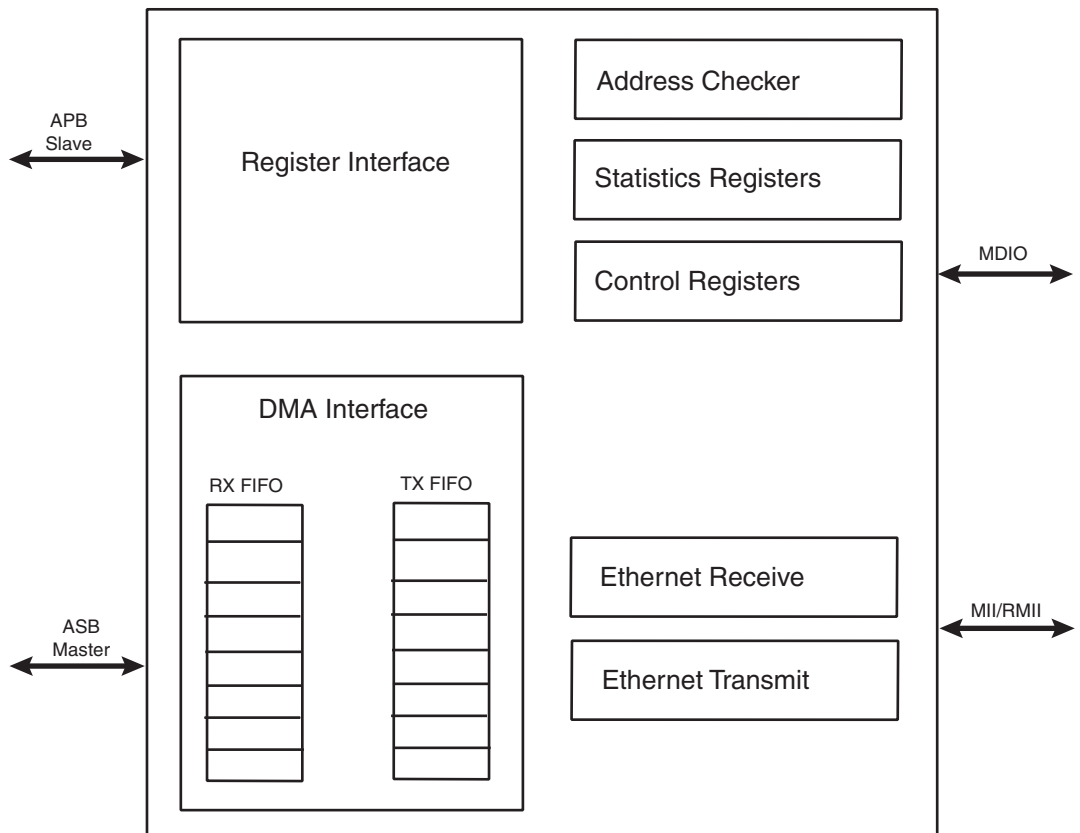 Address Checker
APB
Slave
Register Interface
Statistics Registers
Control Registers
MDIO
DMA Interface
RX FIFO
TX FIFO
Ethernet Receive
MII/RMII
ASB
Master
Ethernet Transmit